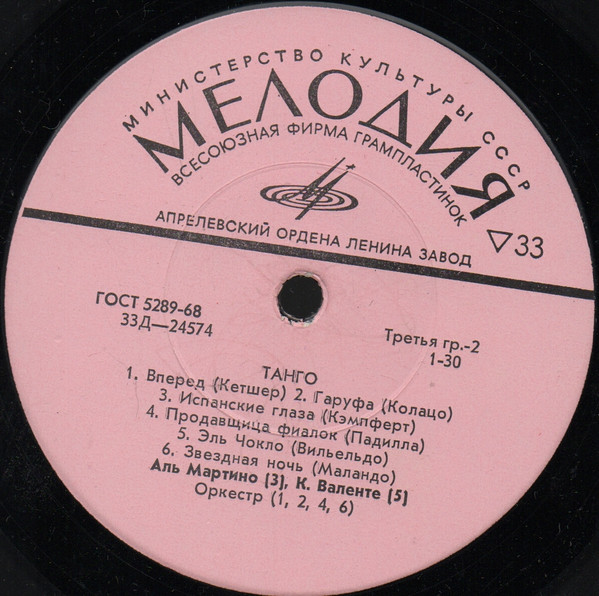 МИНИСТЕРСТВО КУЛЬТУРЫ СССР
МЕЛОДИЯ
ВСЕСОЮЗНАЯ ФИРМА ГРАМПЛАСТИНОК
АПРЕЛЕВСКИЙ ОРДЕНА ЛЕНИНА ЗАВОД
▽33
ГОСТ 5289-68
33Д—24574
Третья гр.-2
1-30
ТАНГО
1. Вперед (Кетшер) 2. Гаруфа (Колацо)
3. Испанские глаза (Кэмпферт)
4. Продавщица фиалок (Падилла)
5. Эль Чокло (Вильельдо)
6. Звездная ночь (Маландо)
Аль Мартино [3], К. Валенте [5]
Оркестр (1, 2, 4, 6)